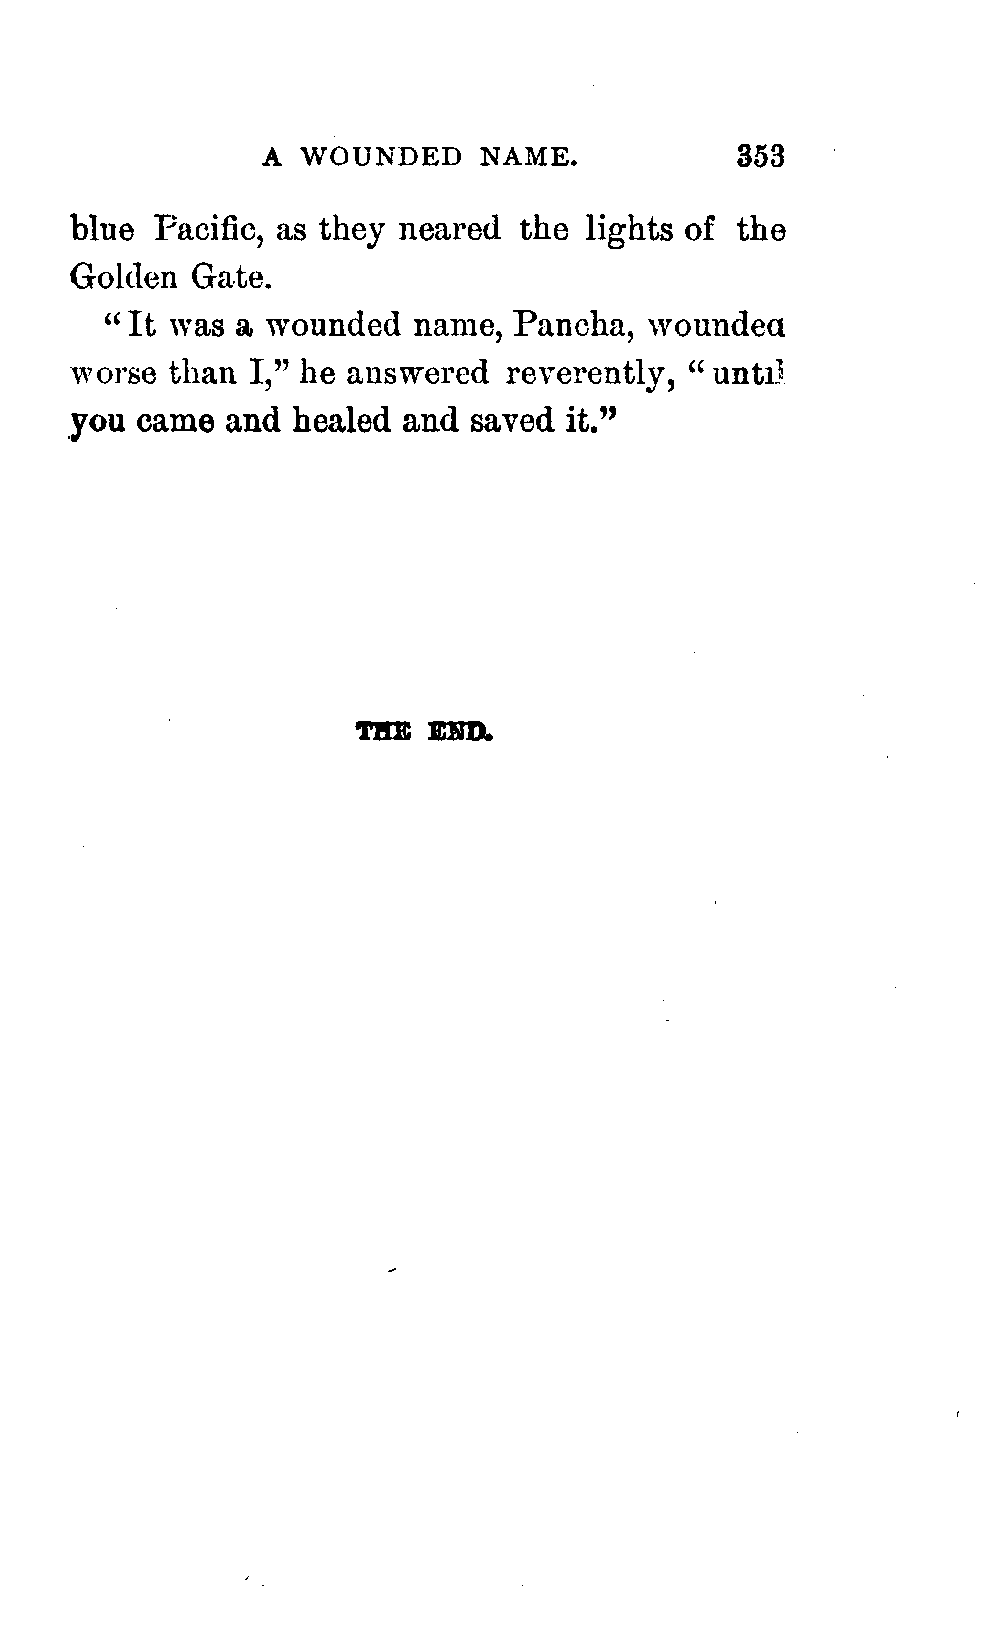 A WOUNDED NAME. 353
blue Pacific, as they neared the lights of the
Golden Gate.
“It was a wounded name, Pancha, wounded
worse than I,” he answered reverently, “until
you came and healed and saved it.”
THE END.